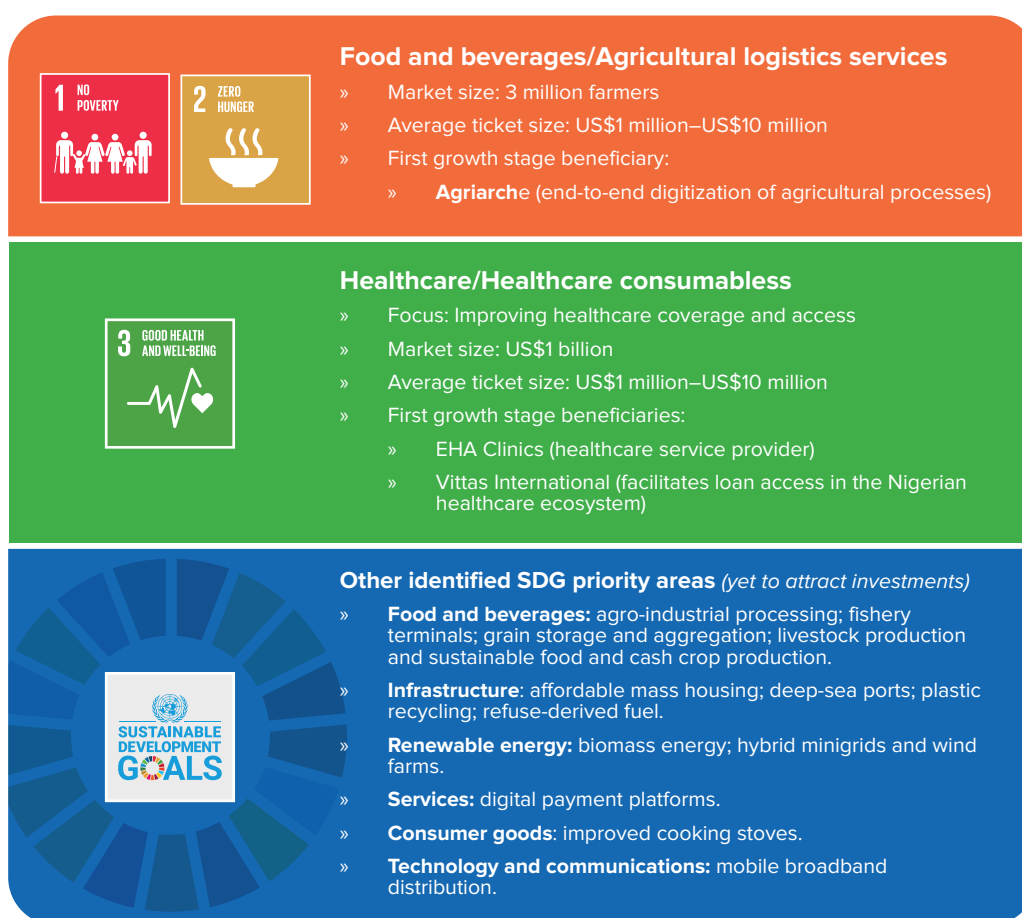 Food and beverages/Agricultural logistics services
1 NO
POVERTY
2 ZERO
HUNGER
» Market size: 3 million farmers
» Average ticket size: US$1 million–US$10 million
» First growth stage beneficiary:
» Agriarche (end-to-end digitization of agricultural processes)
Healthcare/Healthcare consumabless
3 GOOD HEALTH
AND WELL-BEING
» Focus: Improving healthcare coverage and access
» Market size: US$1 billion
» Average ticket size: US$1 million–US$10 million
» First growth stage beneficiaries:
» EHA Clinics (healthcare service provider)
» Vittas International (facilitates loan access in the Nigerian
healthcare ecosystem)
Other identified SDG priority areas (yet to attract investments)
» Food and beverages: agro-industrial processing; fishery
terminals; grain storage and aggregation; livestock production
and sustainable food and cash crop production.
» Infrastructure: affordable mass housing; deep-sea ports; plastic
recycling; refuse-derived fuel.
» Renewable energy: biomass energy; hybrid minigrids and wind
farms.
» Services: digital payment platforms.
» Consumer goods: improved cooking stoves.
» Technology and communications: mobile broadband
distribution.
SUSTAINABLE
DEVELOPMENT
GOALS